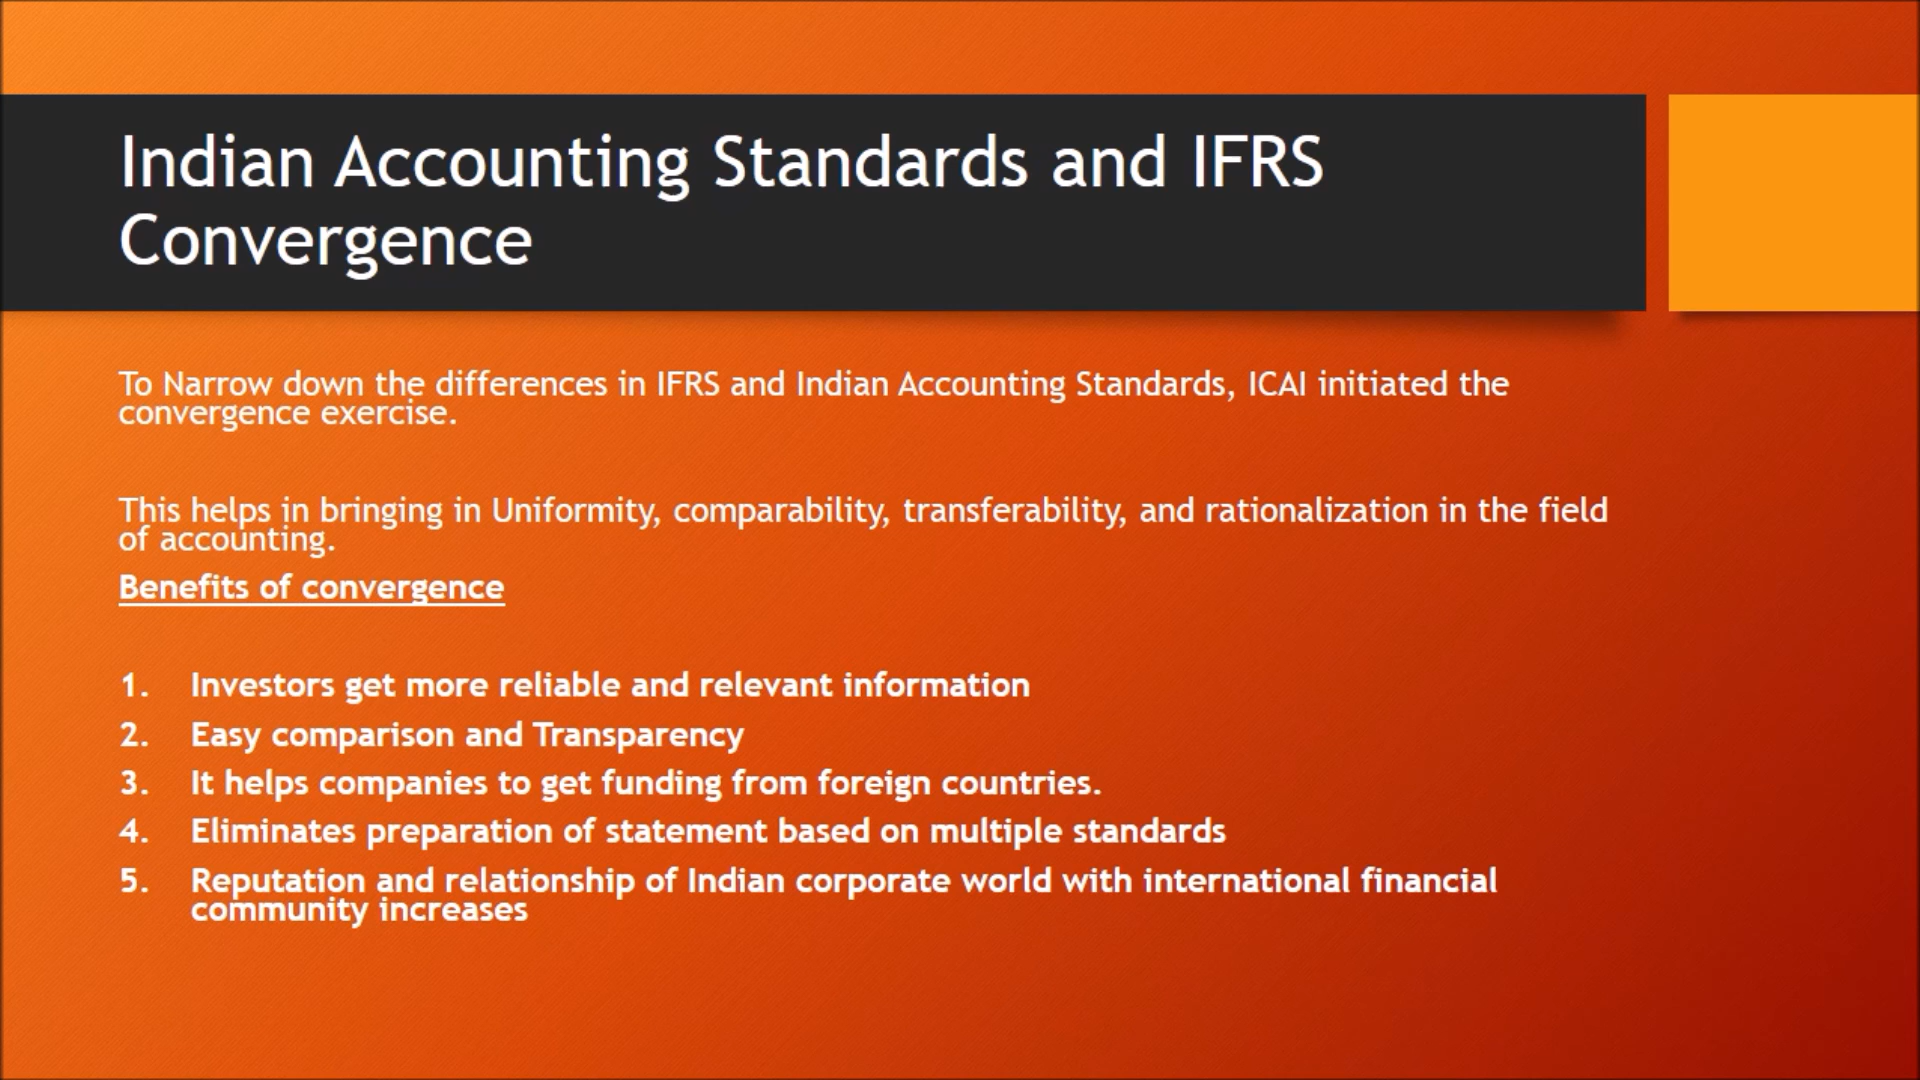 Indian Accounting Standards and IFRS
Convergence
To Narrow down the differences in IFRS and Indian Accounting Standards, ICAI initiated the
convergence exercise.
This helps in bringing in Uniformity, comparability, transferability, and rationalization in the field
of accounting.
Benefits of convergence
1. Investors get more reliable and relevant information
2. Easy comparison and Transparency
3. It helps companies to get funding from foreign countries.
4. Eliminates preparation of statement based on multiple standards
5. Reputation and relationship of Indian corporate world with international financial
community increases